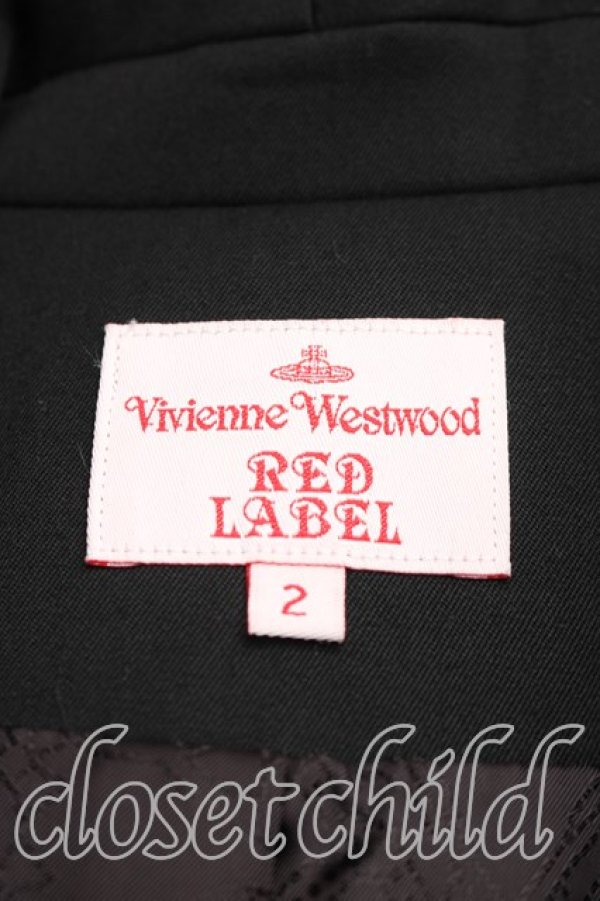 Vivienne Westwood
RED
LABEL
2
closetchild